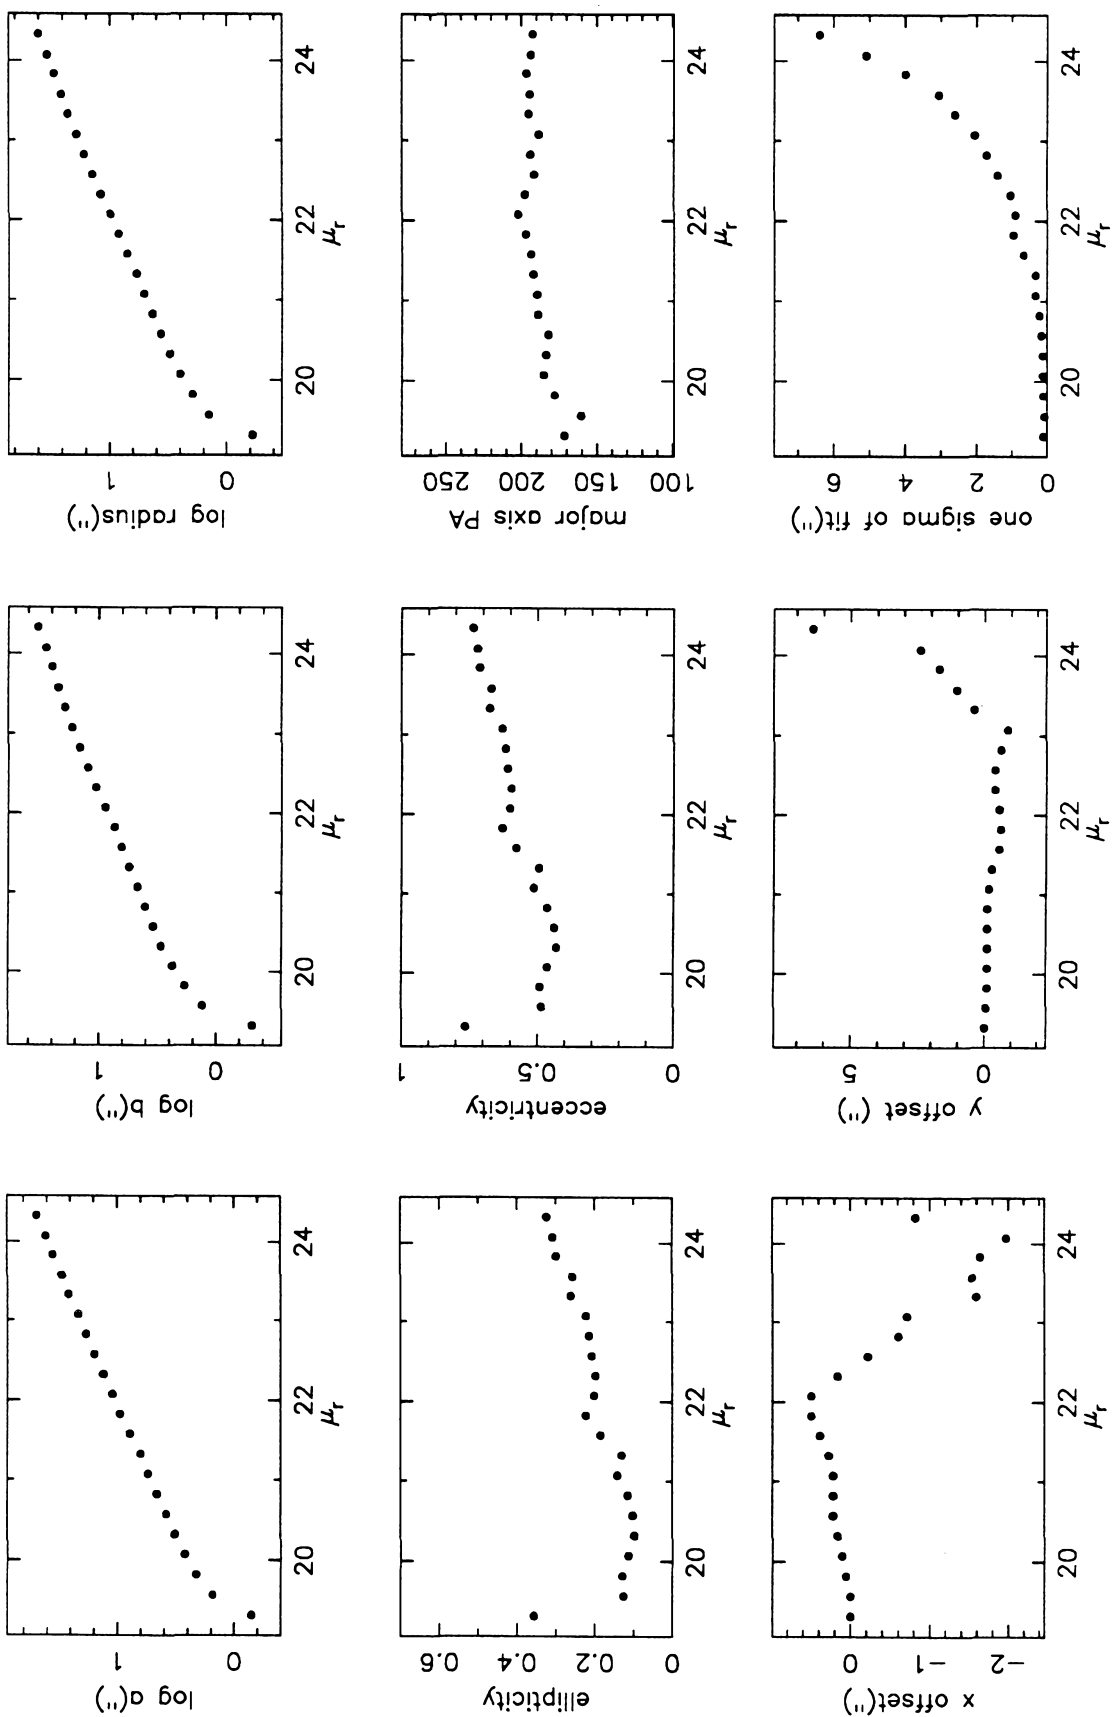 log a(")
1
0
20
22
24
μr
log b(")
1
0
20
22
24
μr
log radius(")
1
0
20
22
24
μr
ellipticity
0.6
0.4
0.2
0
20
22
24
μr
eccentricity
1
0.5
0
20
22
24
μr
major axis PA
250
200
150
100
20
22
24
μr
x offset(")
0
−1
−2
20
22
24
μr
y offset (")
5
0
20
22
24
μr
one sigma of fit(")
6
4
2
0
20
22
24
μr